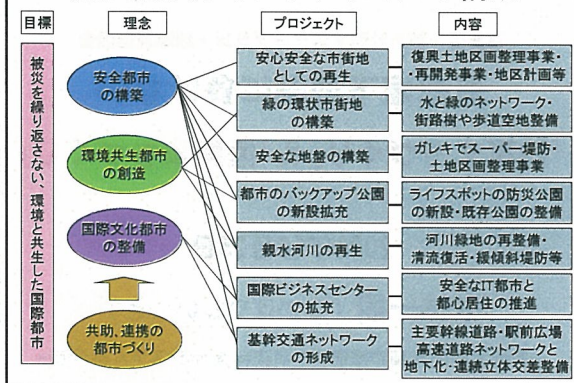 目標
理念
プロジェクト
内容
被災を繰り返さない、環境と共生した国際都市
安全都市
の構築
環境共生都市
の創造
国際文化都市
の整備
共助、連携の
都市づくり
安心安全な市街地
としての再生
緑の環状市街地
の構築
安全な地盤の構築
都市のバックアップ公園
の新設拡充
親水河川の再生
国際ビジネスセンター
の拡充
基幹交通ネットワーク
の形成
復興土地区画整理事業・
・再開発事業・地区計画等
水と緑のネットワーク・
街路樹や歩道空地整備
ガレキでスーパー堤防・
土地区画整理事業
ライフスポットの防災公園
の新設・既存公園の整備
河川緑地の再整備・
清流復活・緩傾斜堤防等
安全なIT都市と
都心居住の推進
主要幹線道路・駅前広場
高速道路ネットワークと
地下化・連続立体交差整備